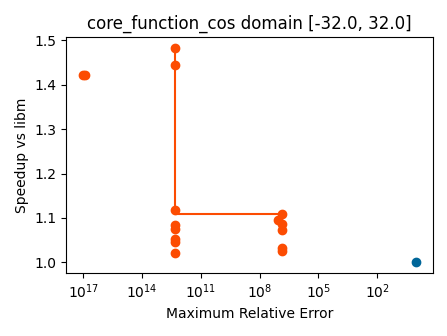 core_function_cos domain [-32.0, 32.0]
Speedup vs libm
1.5
1.4
1.3
1.2
1.1
1.0
10^17 10^14 10^11 10^8 10^5 10^2
Maximum Relative Error